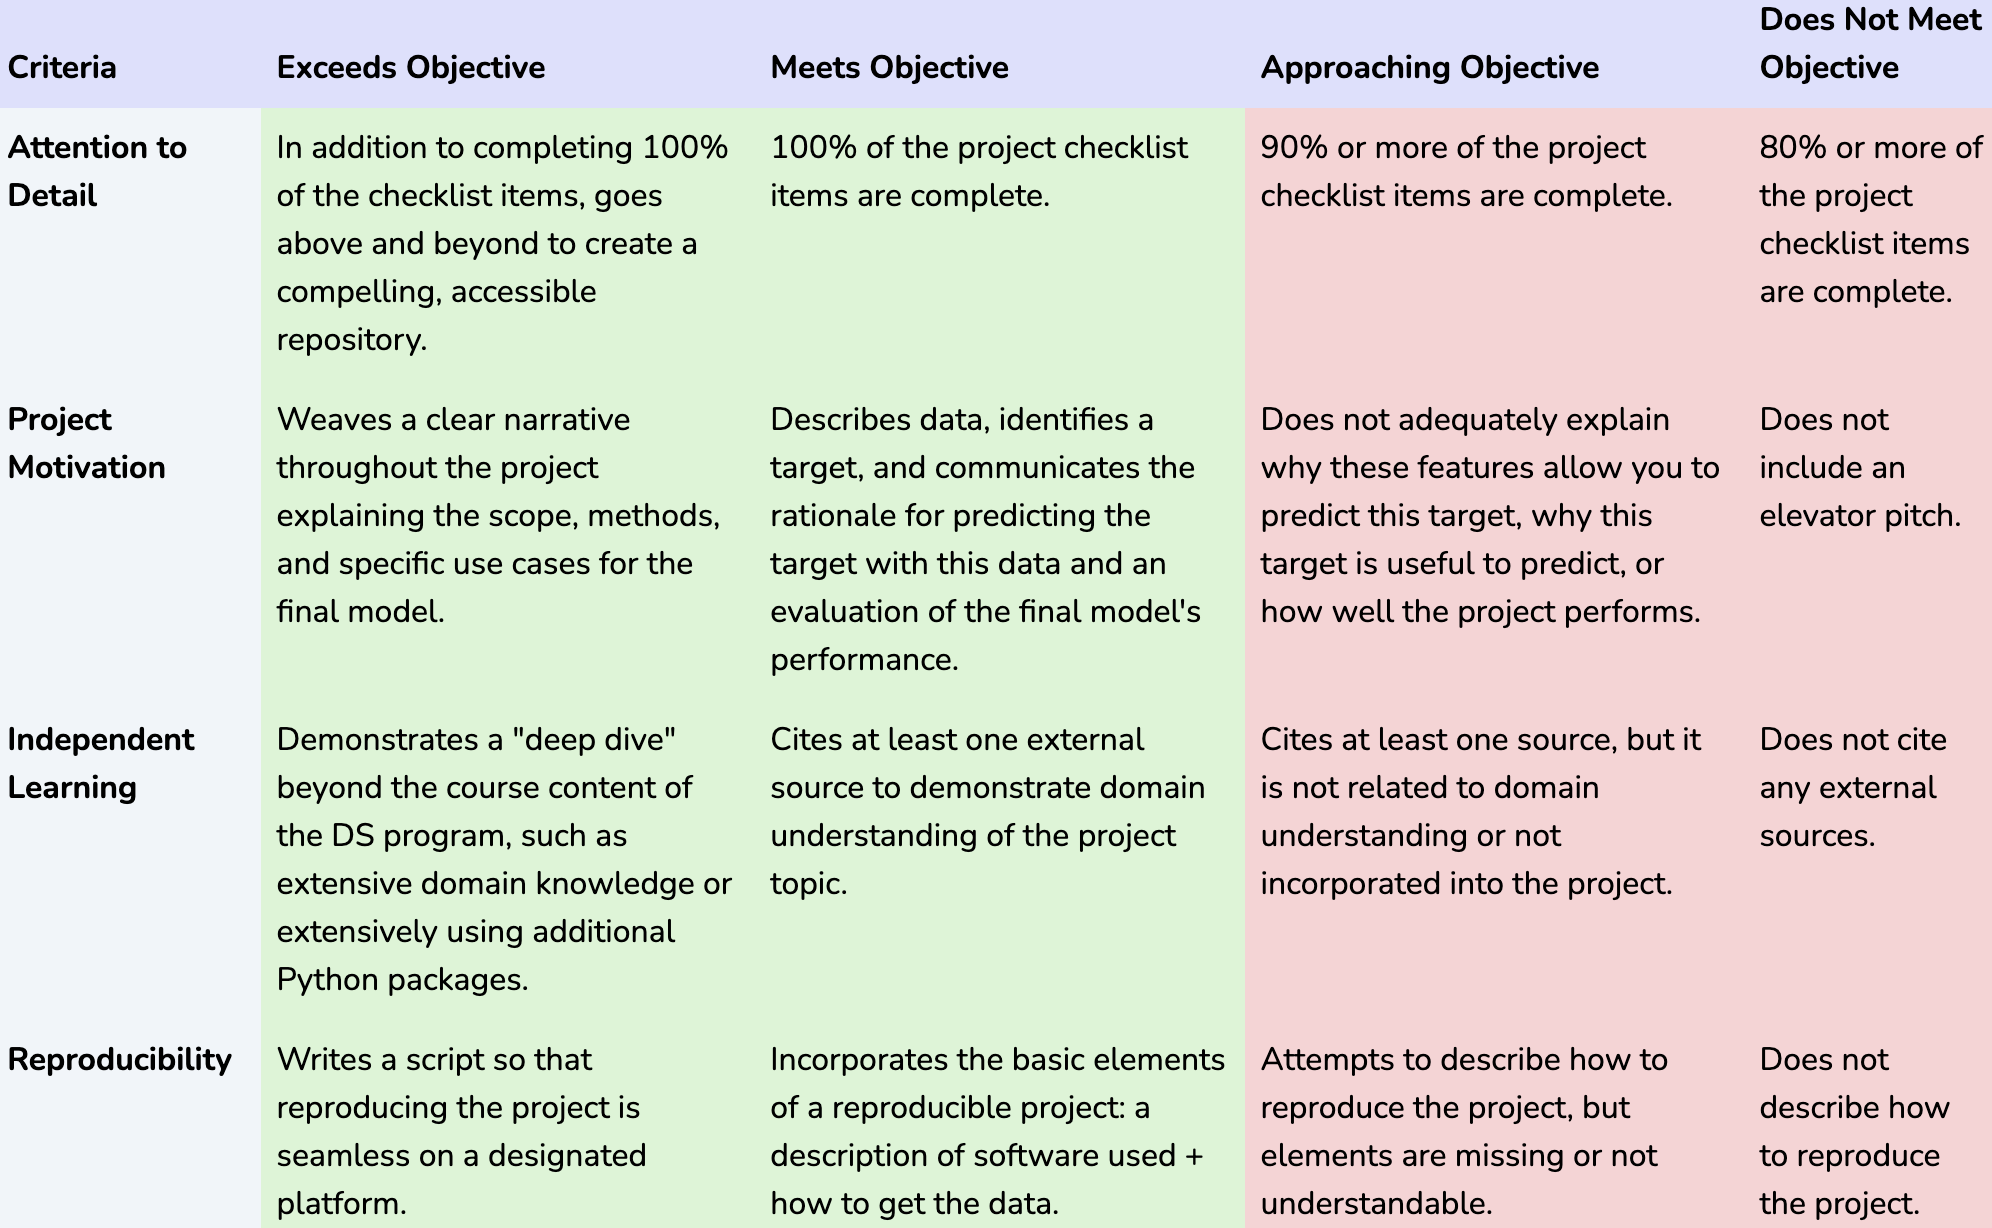 Criteria
Exceeds Objective
Meets Objective
Approaching Objective
Does Not Meet
Objective
Attention to
Detail
In addition to completing 100%
of the checklist items, goes
above and beyond to create a
compelling, accessible
repository.
100% of the project checklist
items are complete.
90% or more of the project
checklist items are complete.
80% or more of
the project
checklist items
are complete.
Project
Motivation
Weaves a clear narrative
throughout the project
explaining the scope, methods,
and specific use cases for the
final model.
Describes data, identifies a
target, and communicates the
rationale for predicting the
target with this data and an
evaluation of the final model's
performance.
Does not adequately explain
why these features allow you to
predict this target, why this
target is useful to predict, or
how well the project performs.
Does not
include an
elevator pitch.
Independent
Learning
Demonstrates a "deep dive"
beyond the course content of
the DS program, such as
extensive domain knowledge or
extensively using additional
Python packages.
Cites at least one external
source to demonstrate domain
understanding of the project
topic.
Cites at least one source, but it
is not related to domain
understanding or not
incorporated into the project.
Does not cite
any external
sources.
Reproducibility
Writes a script so that
reproducing the project is
seamless on a designated
platform.
Incorporates the basic elements
of a reproducible project: a
description of software used +
how to get the data.
Attempts to describe how to
reproduce the project, but
elements are missing or not
understandable.
Does not
describe how
to reproduce
the project.